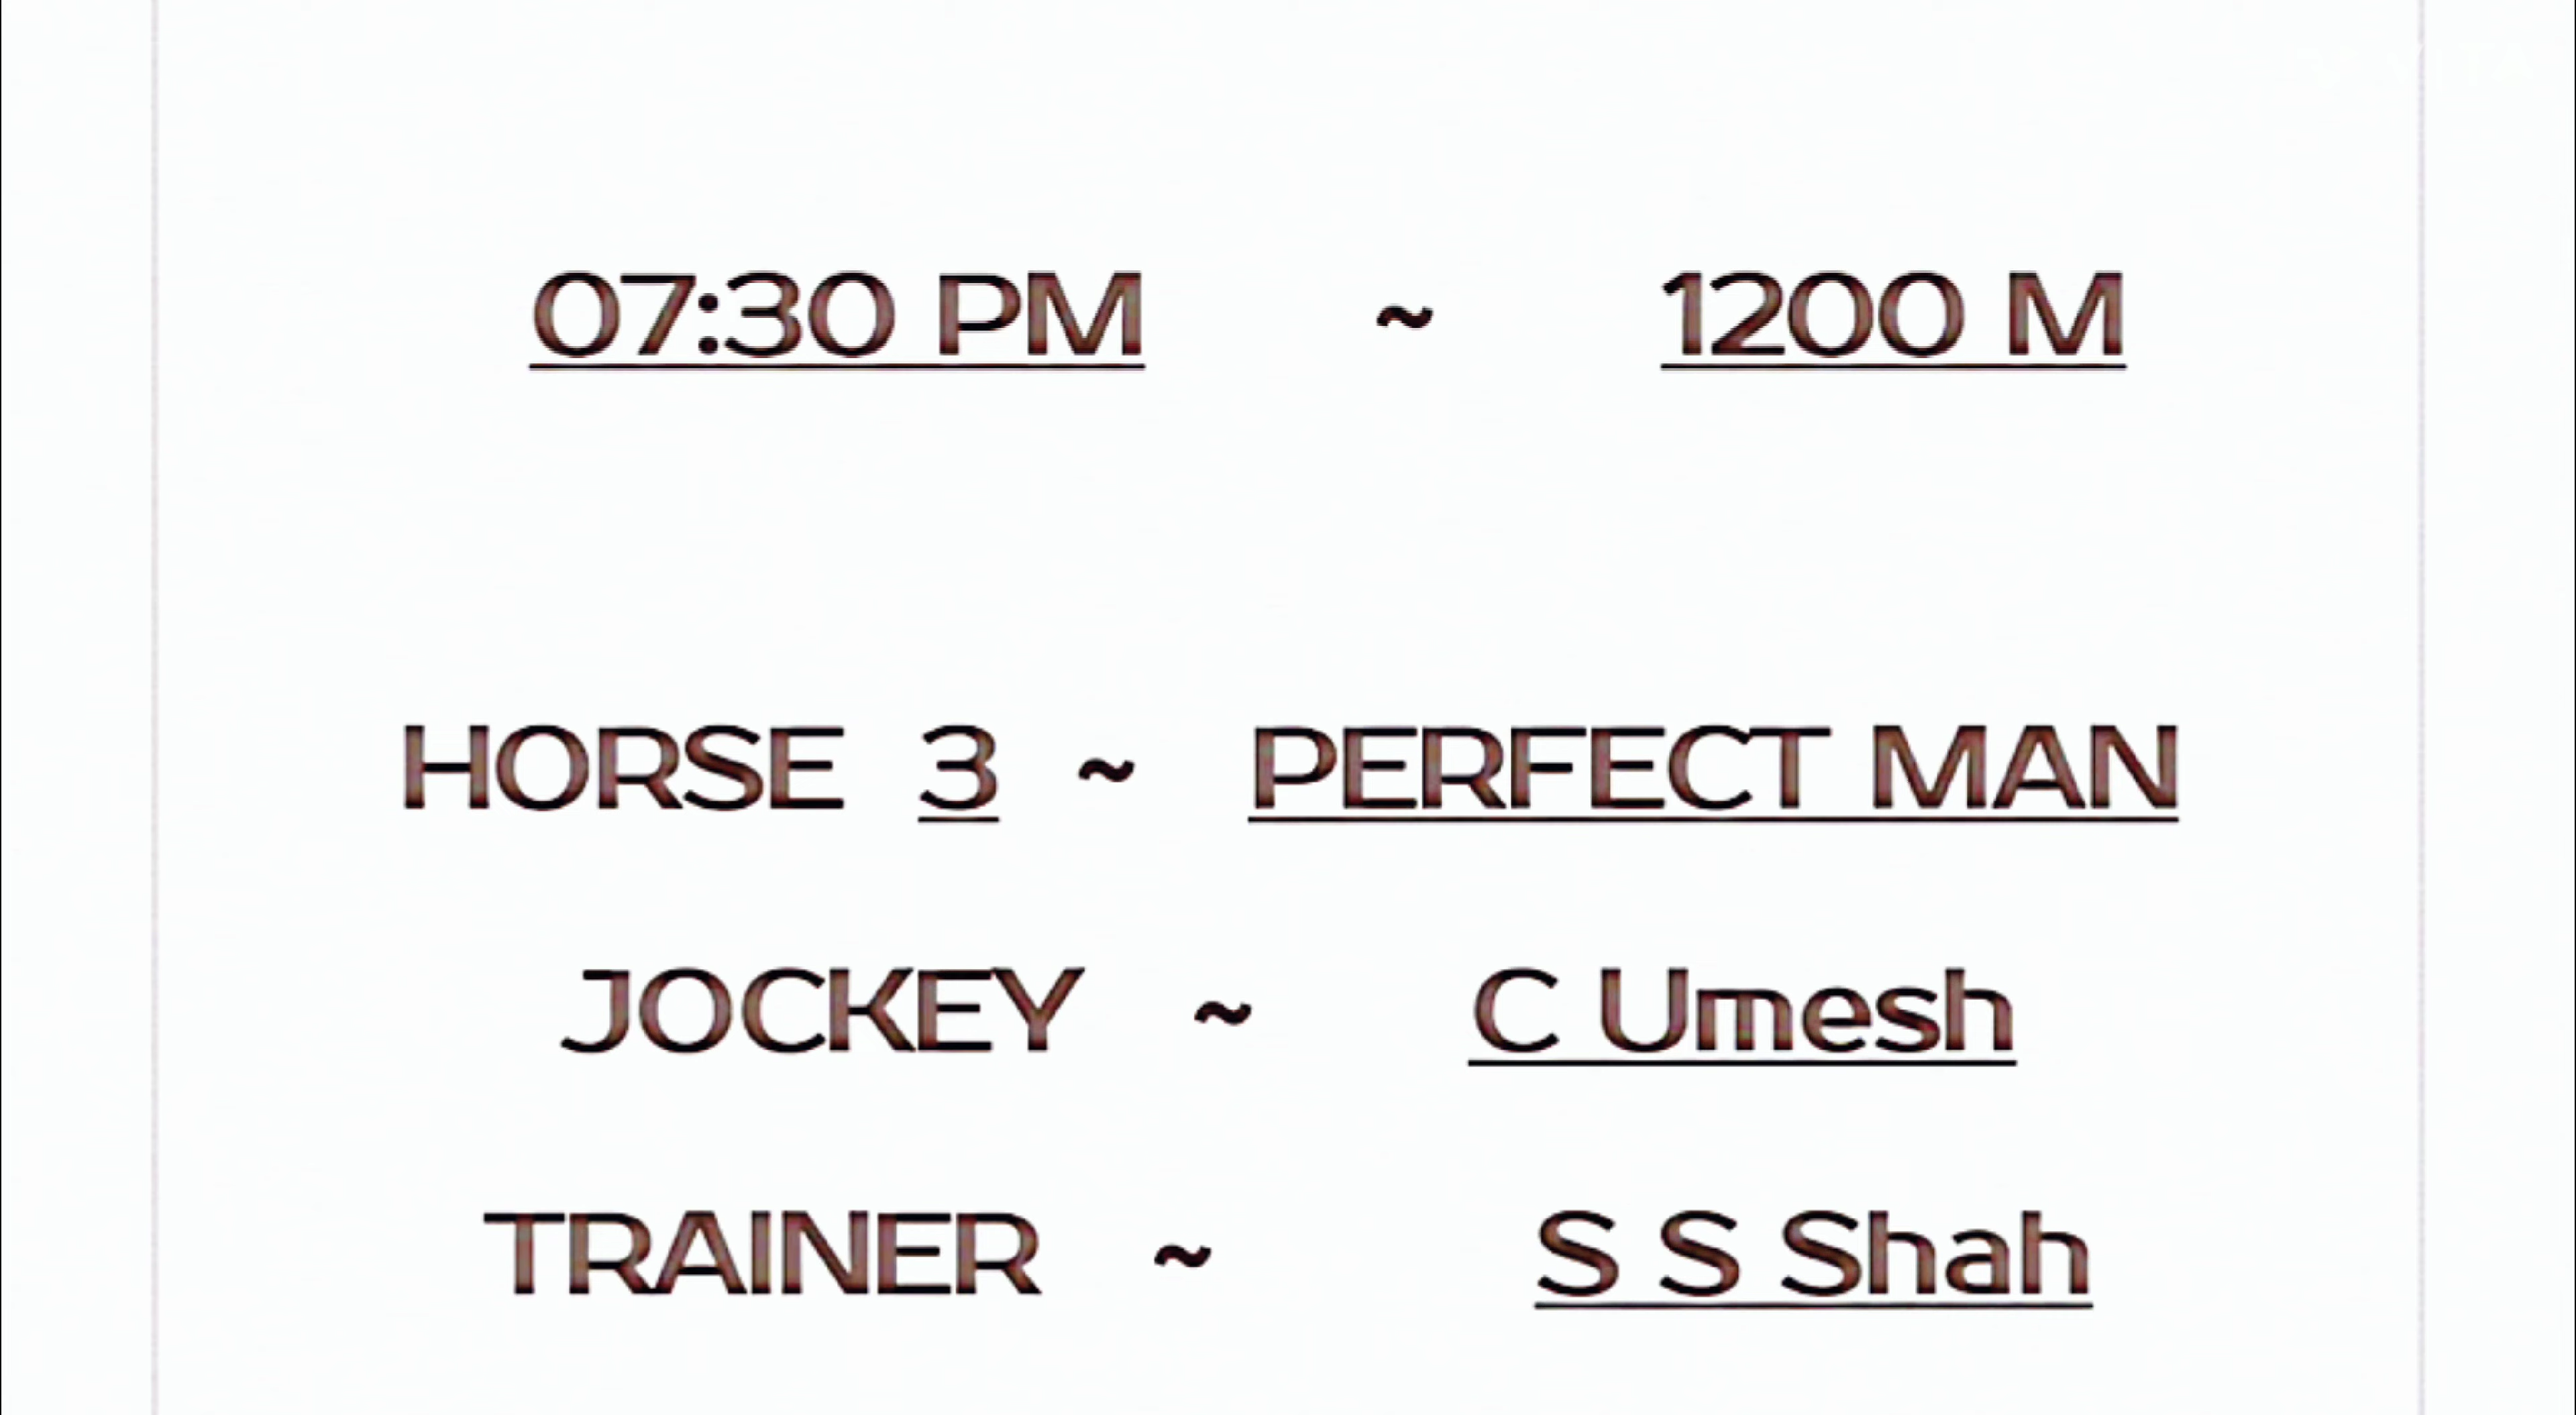 07:30 PM ~ 1200 M
HORSE 3 ~ PERFECT MAN
JOCKEY ~ C Umesh
TRAINER ~ S S Shah